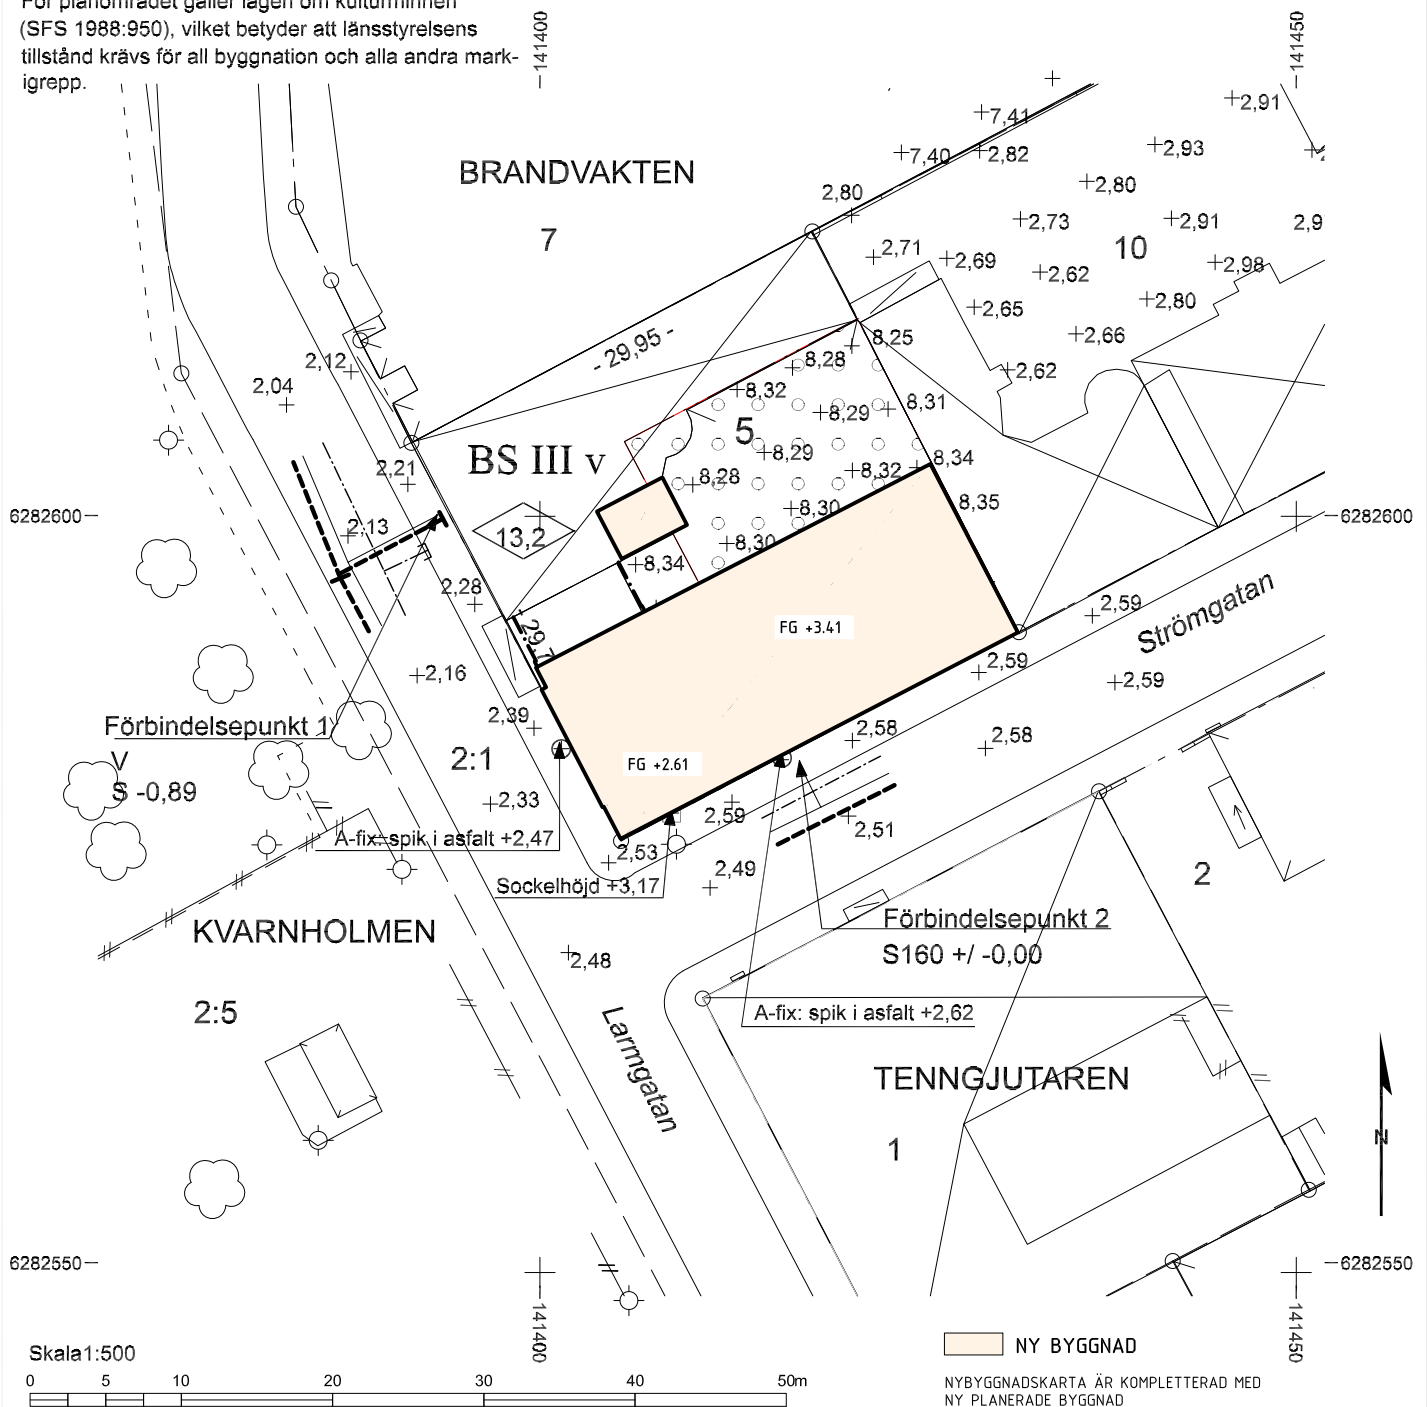 För planområdet gäller lagen om kulturminnen
(SFS 1988:950), vilket betyder att länsstyrelsens
tillstånd krävs för all byggnation och alla andra mark-
igrepp.
141400
141450
2,91
7,41
7,40
2,82
2,93
BRANDVAKTEN
2,80
2,80
2,73
2,91
2,9
7
10
2,71
2,69
2,62
2,98
2,65
2,80
- 29,95 -
8,25
2,66
2,12
8,28
2,62
2,04
8,32
8,29
8,31
5
BS III v
2,21
8,28
8,29
8,32
8,34
8,30
8,35
6282600
2,13
13,2
6282600
8,30
8,34
2,28
2,59
Strömgatan
29,7
FG +3.41
2,16
2,59
2,59
2,39
Förbindelsepunkt 1
2,58
2,58
V
2:1
FG +2.61
S -0,89
2,33
2,59
2,51
A-fix: spik i asfalt +2,47
2,53
2,49
2
Sockelhöjd +3,17
Förbindelsepunkt 2
KVARNHOLMEN
S160 +/ -0,00
2,48
2:5
A-fix: spik i asfalt +2,62
Larmgatan
TENNGJUTAREN
1
N
6282550
6282550
141400
141450
Skala1:500
NY BYGGNAD
0 5 10 20 30 40 50m
NYBYGGNADSKARTA ÄR KOMPLETTERAD MED
NY PLANERADE BYGGNAD